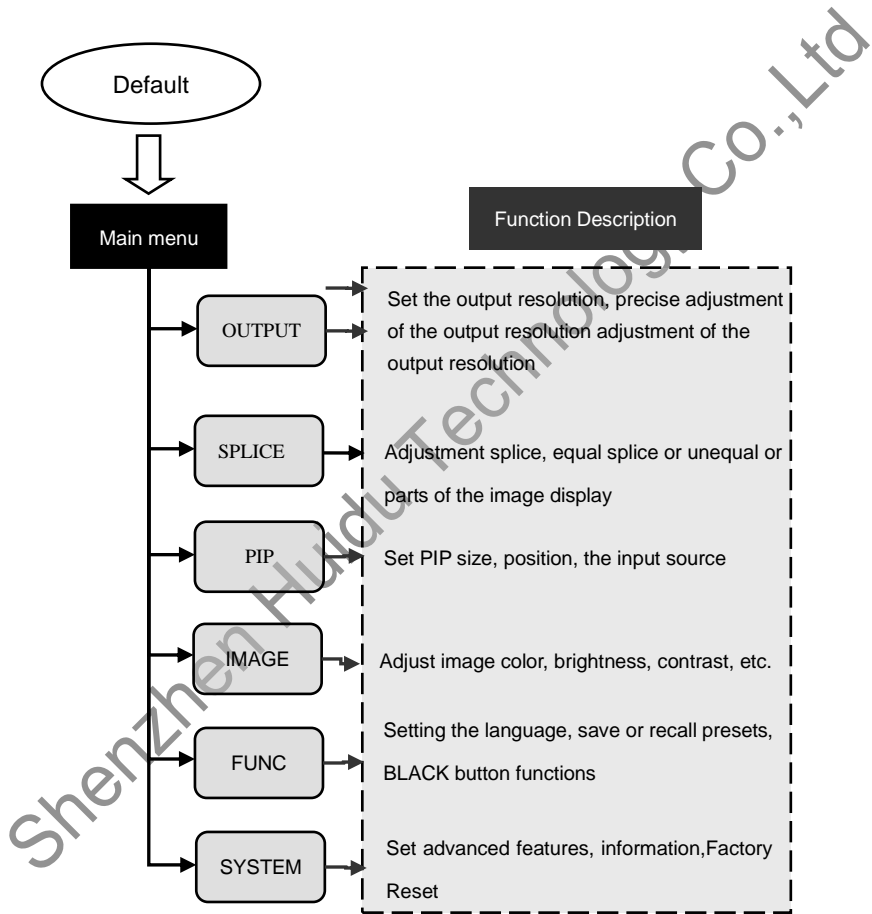 Default
Main menu
Function Description
OUTPUT
Set the output resolution, precise adjustment
of the output resolution adjustment of the
output resolution
SPLICE
Adjustment splice, equal splice or unequal or
parts of the image display
PIP
Set PIP size, position, the input source
IMAGE
Adjust image color, brightness, contrast, etc.
FUNC
Setting the language, save or recall presets,
BLACK button functions
SYSTEM
Set advanced features, information,Factory
Reset
Shenzhen Huidu Technology Co.,Ltd